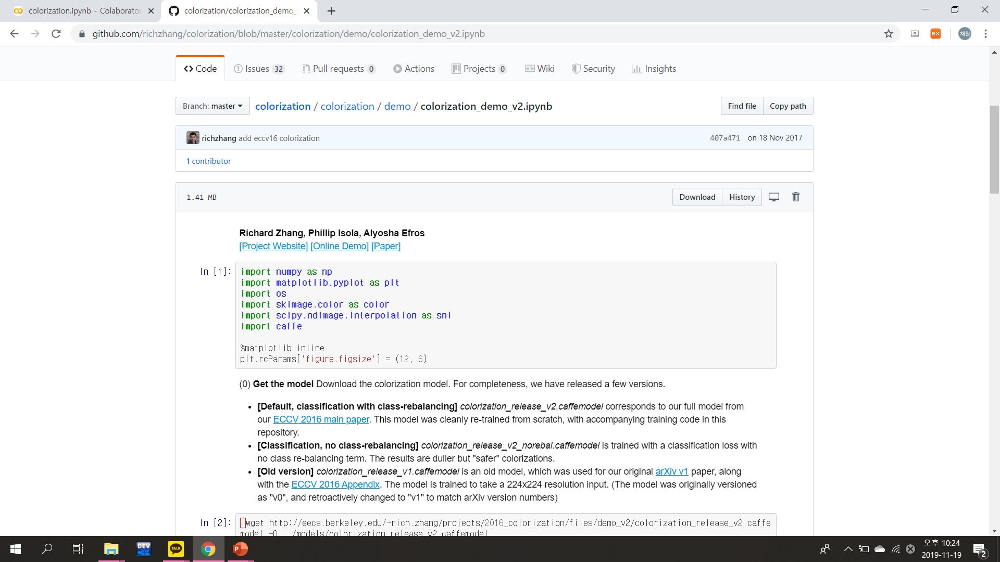 colorization.ipynb - Colaborator
colorization/colorization_demo_
github.com/richzhang/colorization/blob/master/colorization/demo/colorization_demo_v2.ipynb
EX
채원
Code
Issues 32
Pull requests 0
Actions
Projects 0
Wiki
Security
Insights
Branch: master
colorization / colorization / demo / colorization_demo_v2.ipynb
Find file
Copy path
richzhang add eccv16 colorization
407a471 on 18 Nov 2017
1 contributor
1.41 MB
Download
History
Richard Zhang, Phillip Isola, Alyosha Efros
[Project Website] [Online Demo] [Paper]
In [1]:
import numpy as np
import matplotlib.pyplot as plt
import os
import skimage.color as color
import scipy.ndimage.interpolation as sni
import caffe
%matplotlib inline
plt.rcParams['figure.figsize'] = (12, 6)
(0) Get the model Download the colorization model. For completeness, we have released a few versions.
• [Default, classification with class-rebalancing] colorization_release_v2.caffemodel corresponds to our full model from
our ECCV 2016 main paper. This model was cleanly re-trained from scratch, with accompanying training code in this
repository.
• [Classification, no class-rebalancing] colorization_release_v2_norebal.caffemodel is trained with a classification loss with
no class re-balancing term. The results are duller but "safer" colorizations.
• [Old version] colorization_release_v1.caffemodel is an old model, which was used for our original arXiv v1 paper, along
with the ECCV 2016 Appendix. The model is trained to take a 224x224 resolution input. (The model was originally versioned
as "v0", and retroactively changed to "v1" to match arXiv version numbers)
In [2]:
!wget http://eecs.berkeley.edu/~rich.zhang/projects/2016_colorization/files/demo_v2/colorization_release_v2.caffe
model -O ../models/colorization_release_v2.caffemodel
DEV
C++
TALK
P
오후 10:24
2019-11-19
2